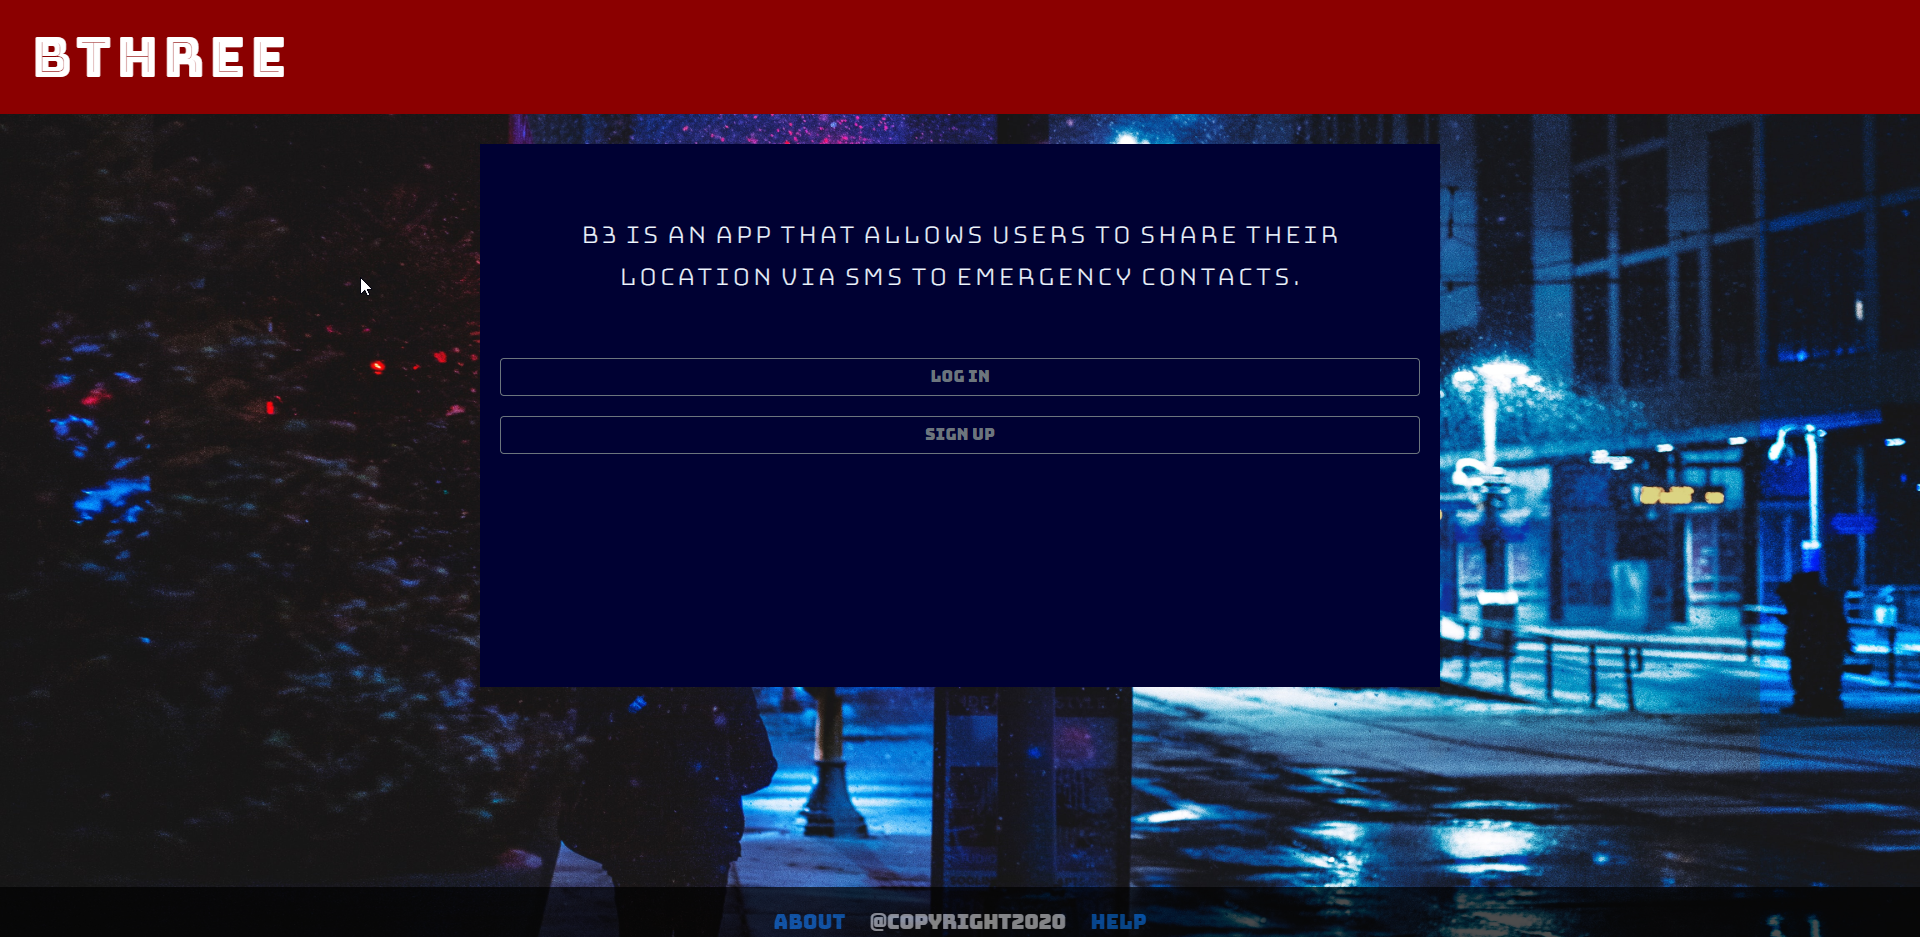 BTHREE
B3 IS AN APP THAT ALLOWS USERS TO SHARE THEIR
LOCATION VIA SMS TO EMERGENCY CONTACTS.
LOG IN
SIGN UP
ABOUT @COPYRIGHT2020 HELP